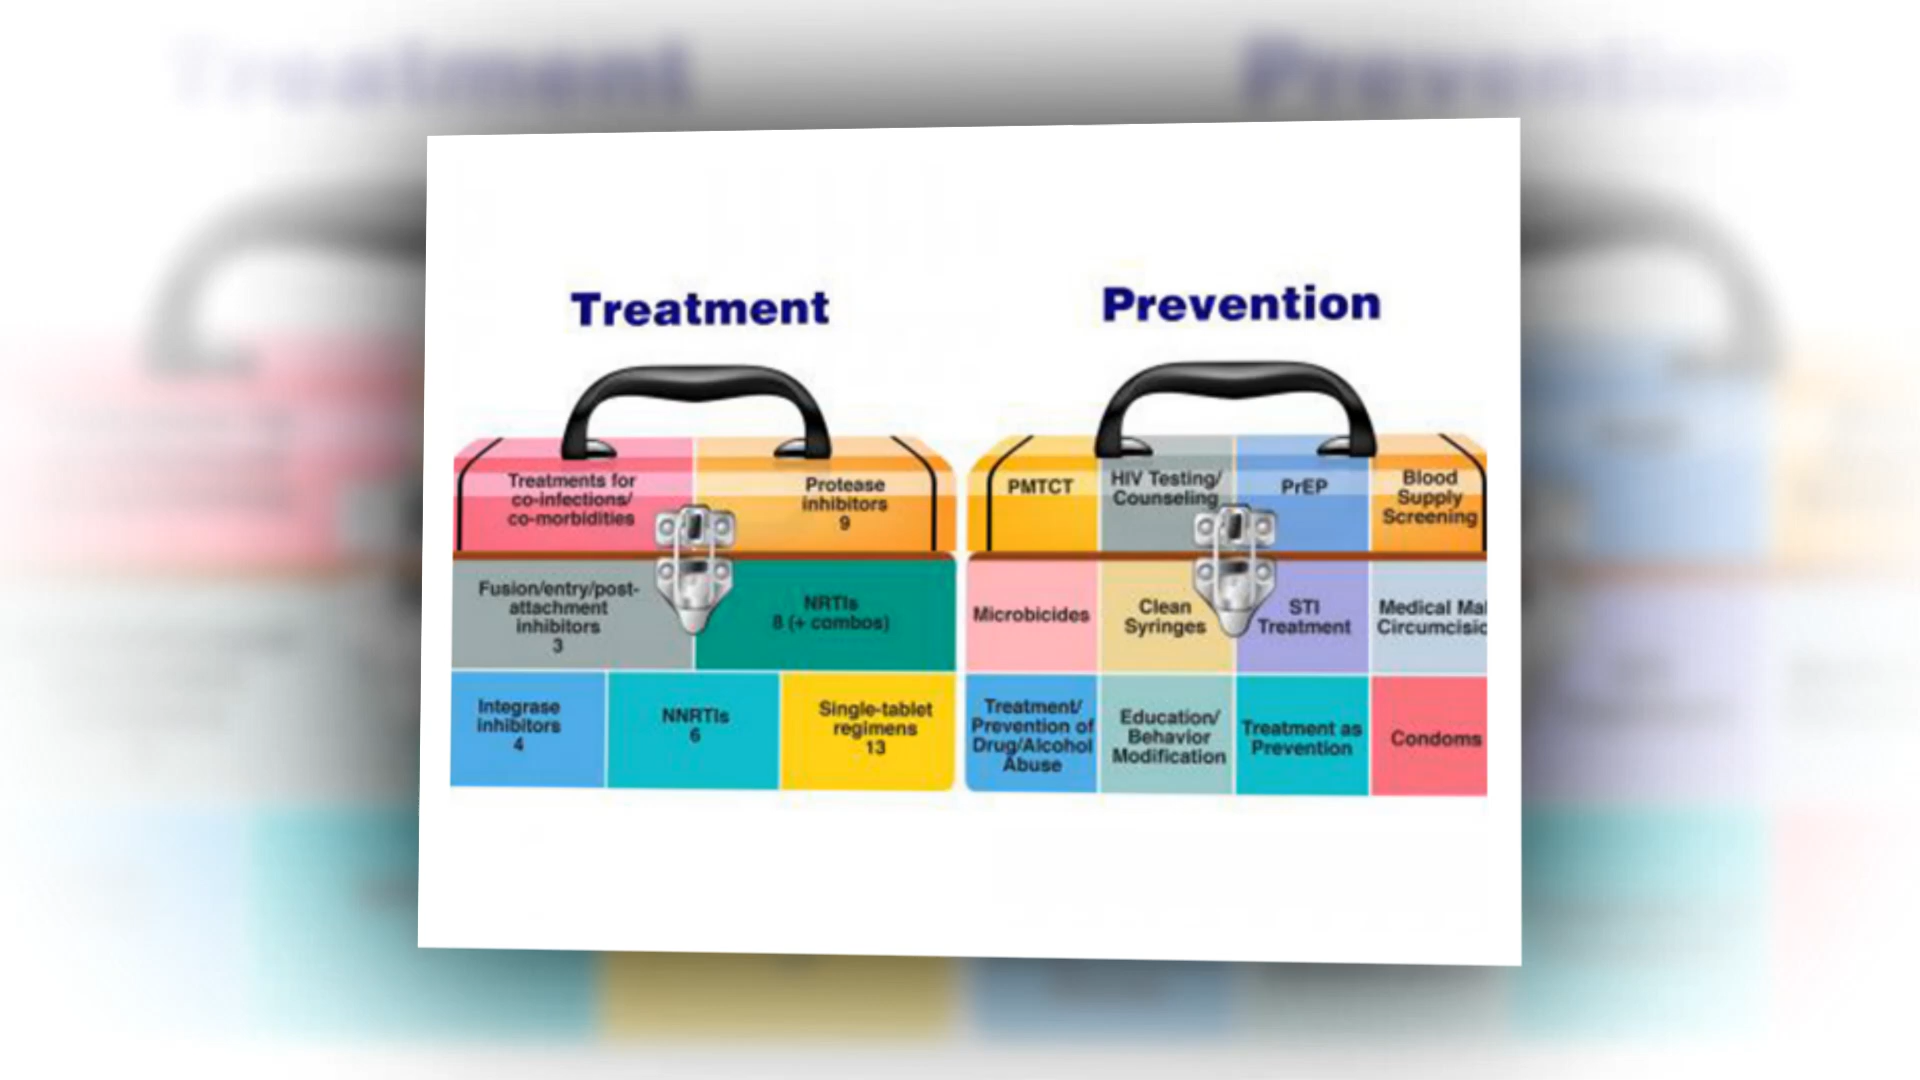 Treatment
Prevention
Treatments for
co-infections/
co-morbidities
Protease
inhibitors
9
Fusion/entry/post-
attachment
inhibitors
3
NRTIs
8 (+ combos)
Integrase
inhibitors
4
NNRTIs
6
Single-tablet
regimens
13
PMTCT
HIV Testing/
Counseling
PrEP
Blood
Supply
Screening
Microbicides
Clean
Syringes
STI
Treatment
Medical
Treatment/
Prevention of
Drug/Alcohol
Abuse
Education/
Behavior
Modification
Treatment as
Prevention
Condoms